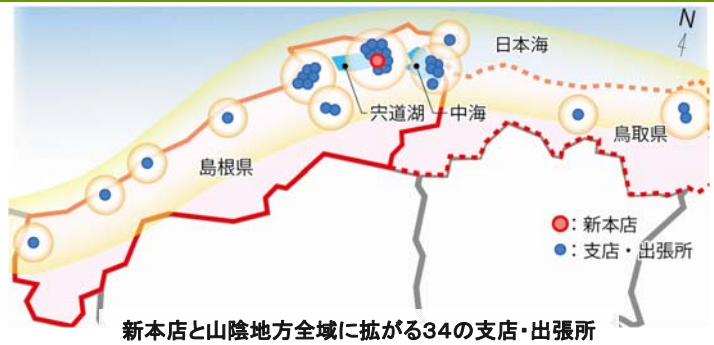 N
日本海
宍道湖
中海
鳥取県
島根県
：新本店
：支店・出張所
新本店と山陰地方全域に拡がる34の支店・出張所